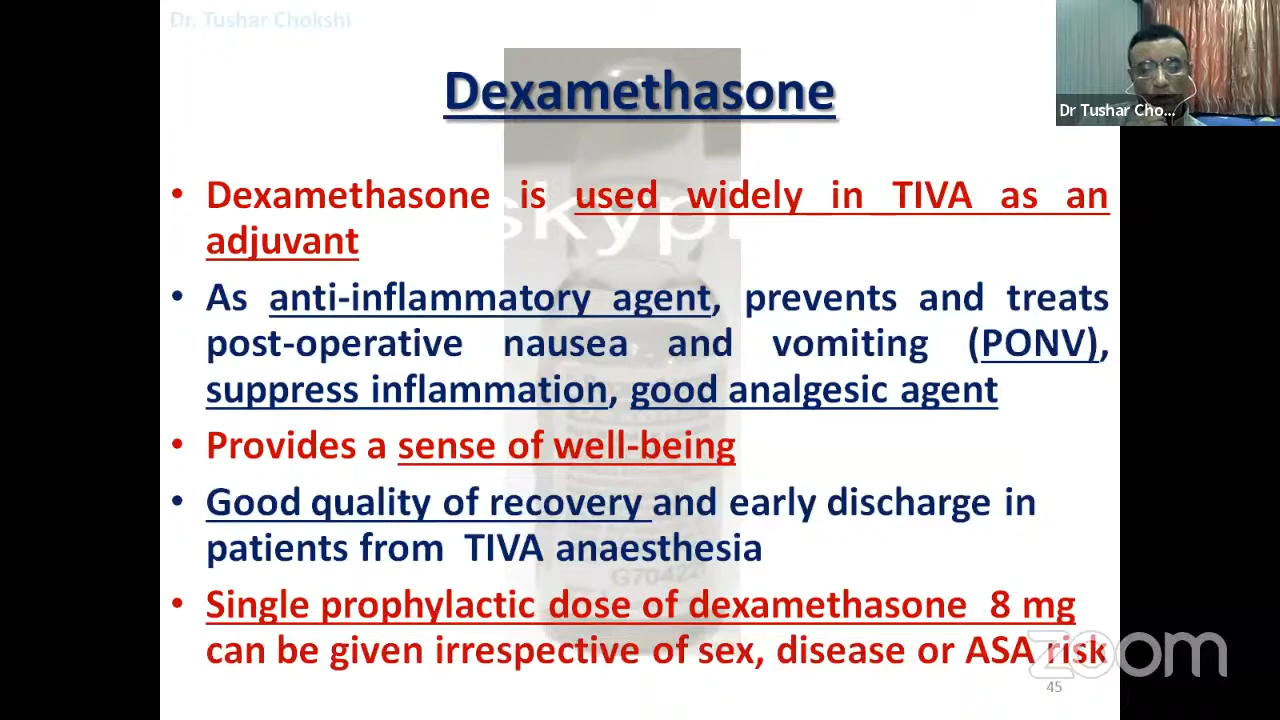 Dr. Tushar Chokshi
Dexamethasone
Dr Tushar Cho...
• Dexamethasone is used widely in TIVA as an
adjuvant
• As anti-inflammatory agent, prevents and treats
post-operative nausea and vomiting (PONV),
suppress inflammation, good analgesic agent
• Provides a sense of well-being
• Good quality of recovery and early discharge in
patients from TIVA anaesthesia
G70422
• Single prophylactic dose of dexamethasone 8 mg
can be given irrespective of sex, disease or ASA risk
zoom
45